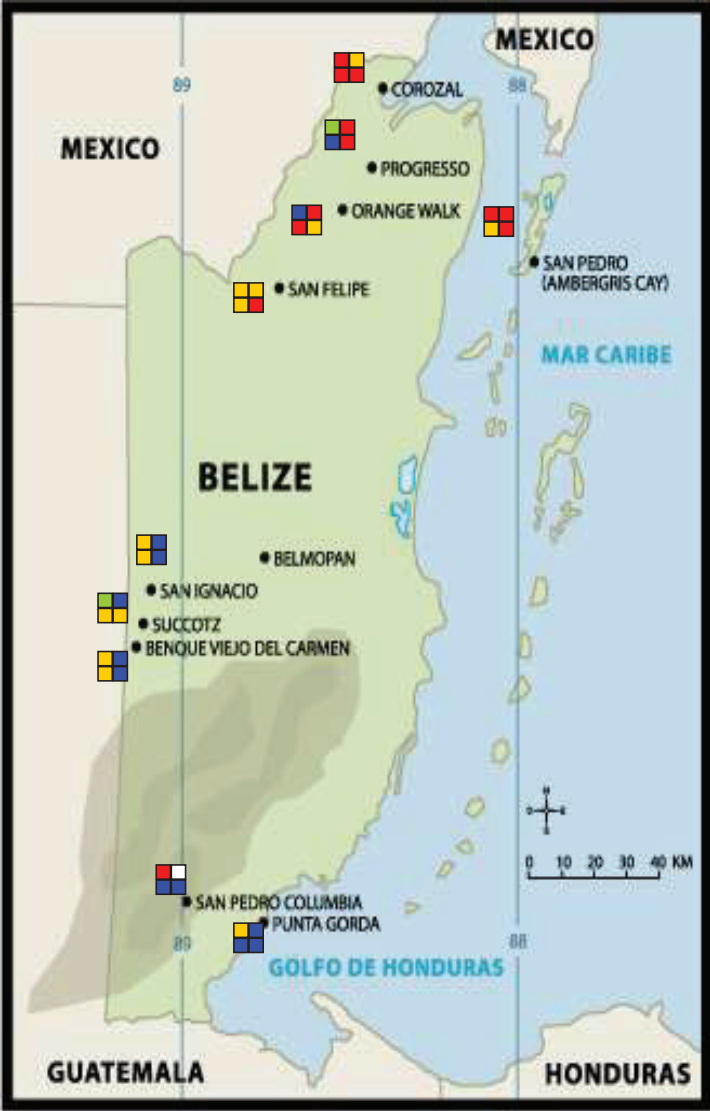 MEXICO
89
88
COROZAL
MEXICO
PROGRESSO
ORANGE WALK
SAN PEDRO
(AMBERGRIS CAY)
SAN FELIPE
MAR CARIBE
BELIZE
BELMOPAN
SAN IGNACIO
SUCCOTZ
BENQUE VIEJO DEL CARMEN
N
O E
S
0 10 20 30 40 KM
SAN PEDRO COLUMBIA
PUNTA GORDA
89
88
GOLFO DE HONDURAS
GUATEMALA
HONDURAS